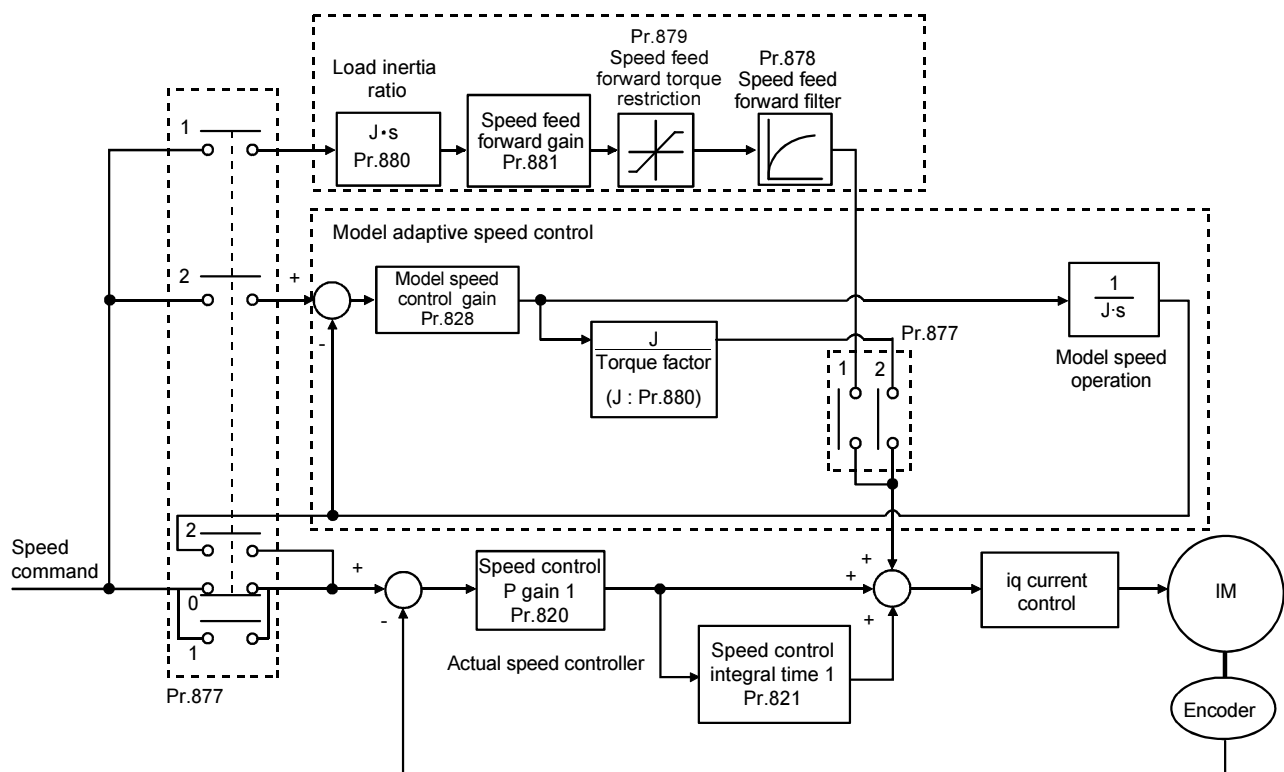 Pr.879
Speed feed
forward torque
restriction
Pr.878
Speed feed
forward filter
Load inertia
ratio
1
J·s
Pr.880
Speed feed
forward gain
Pr.881
Model adaptive speed control
2
+
-
Model speed
control gain
Pr.828
J
Torque factor
(J : Pr.880)
Pr.877
1 2
1
J·s
Model speed
operation
Speed
command
2
0
1
Pr.877
+
-
Speed control
P gain 1
Pr.820
Actual speed controller
Speed control
integral time 1
Pr.821
+
+
+
iq current
control
IM
Encoder